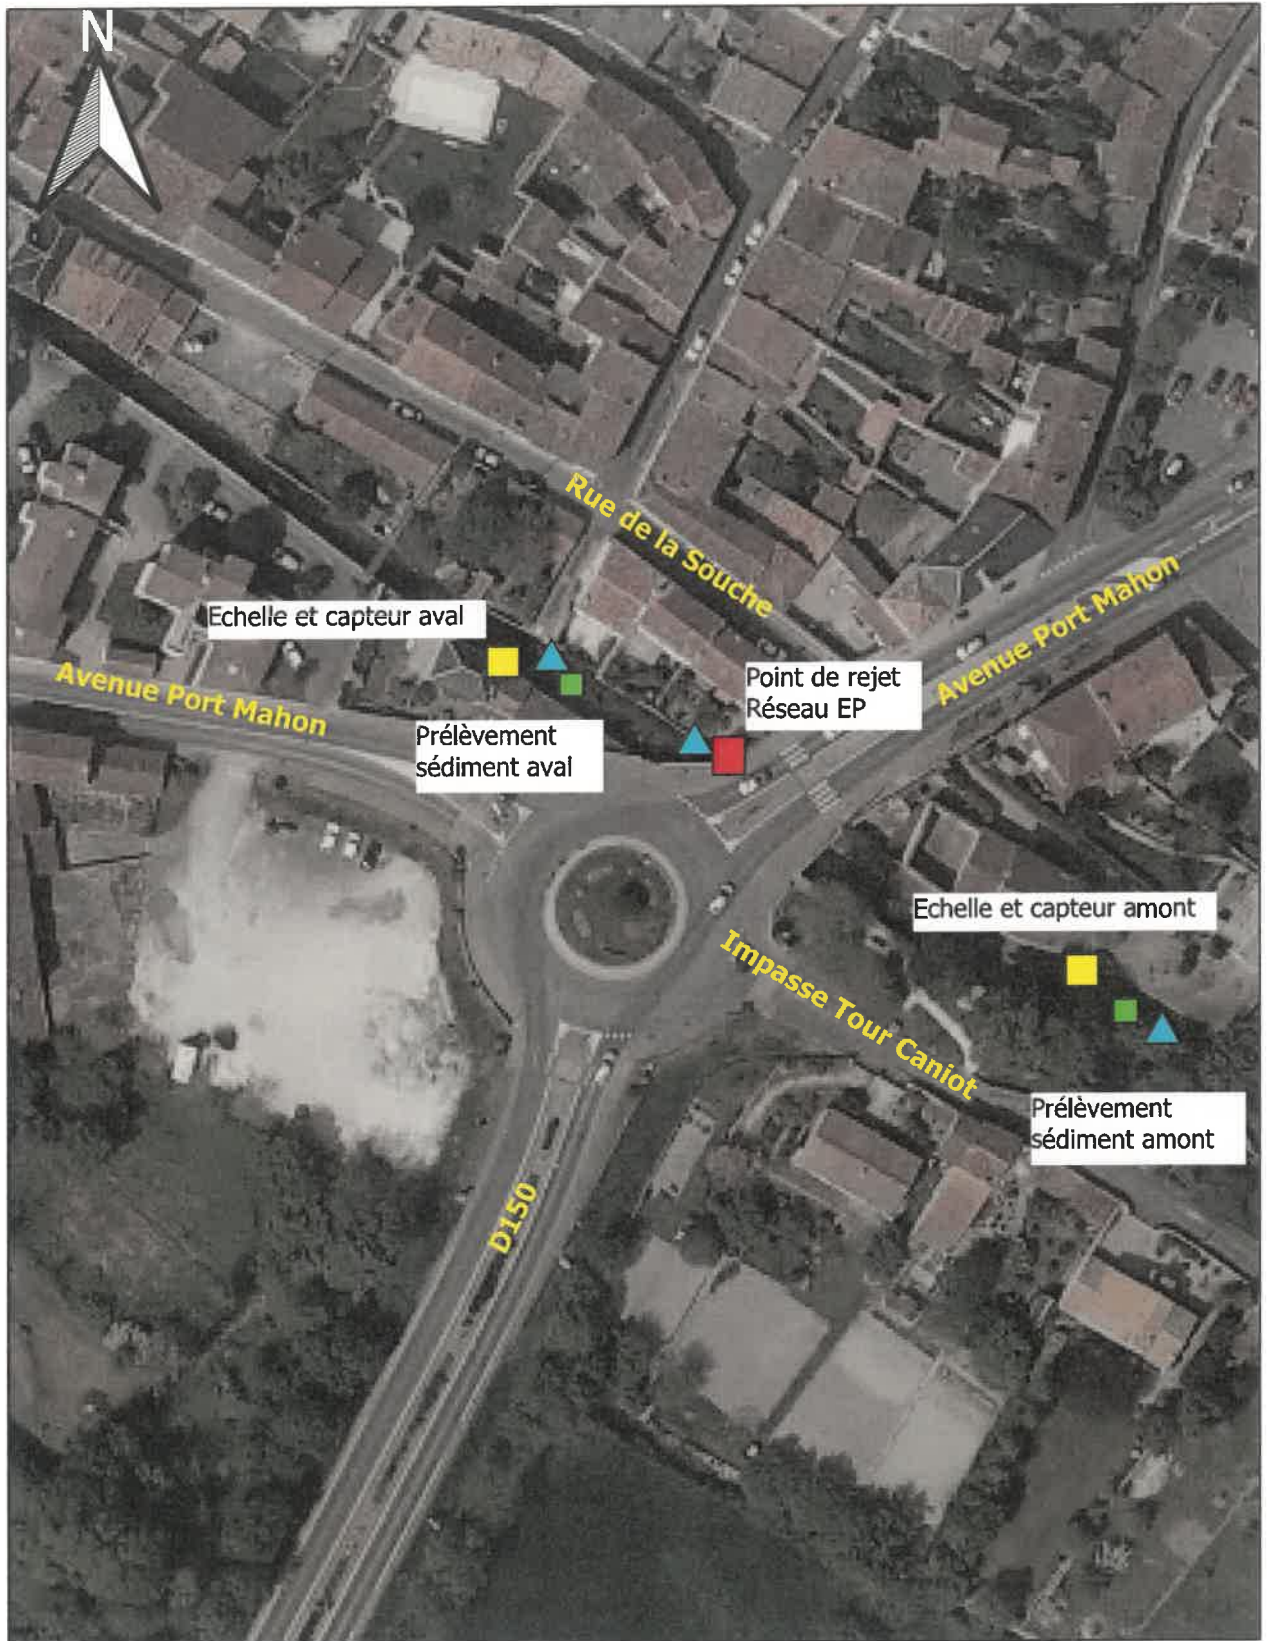 N
Rue de la Souche
Echelle et capteur aval
Avenue Port Mahon
Point de rejet
Réseau EP
Avenue Port Mahon
Prélèvement
sédiment aval
Echelle et capteur amont
Impasse Tour Caniot
Prélèvement
sédiment amont
D150